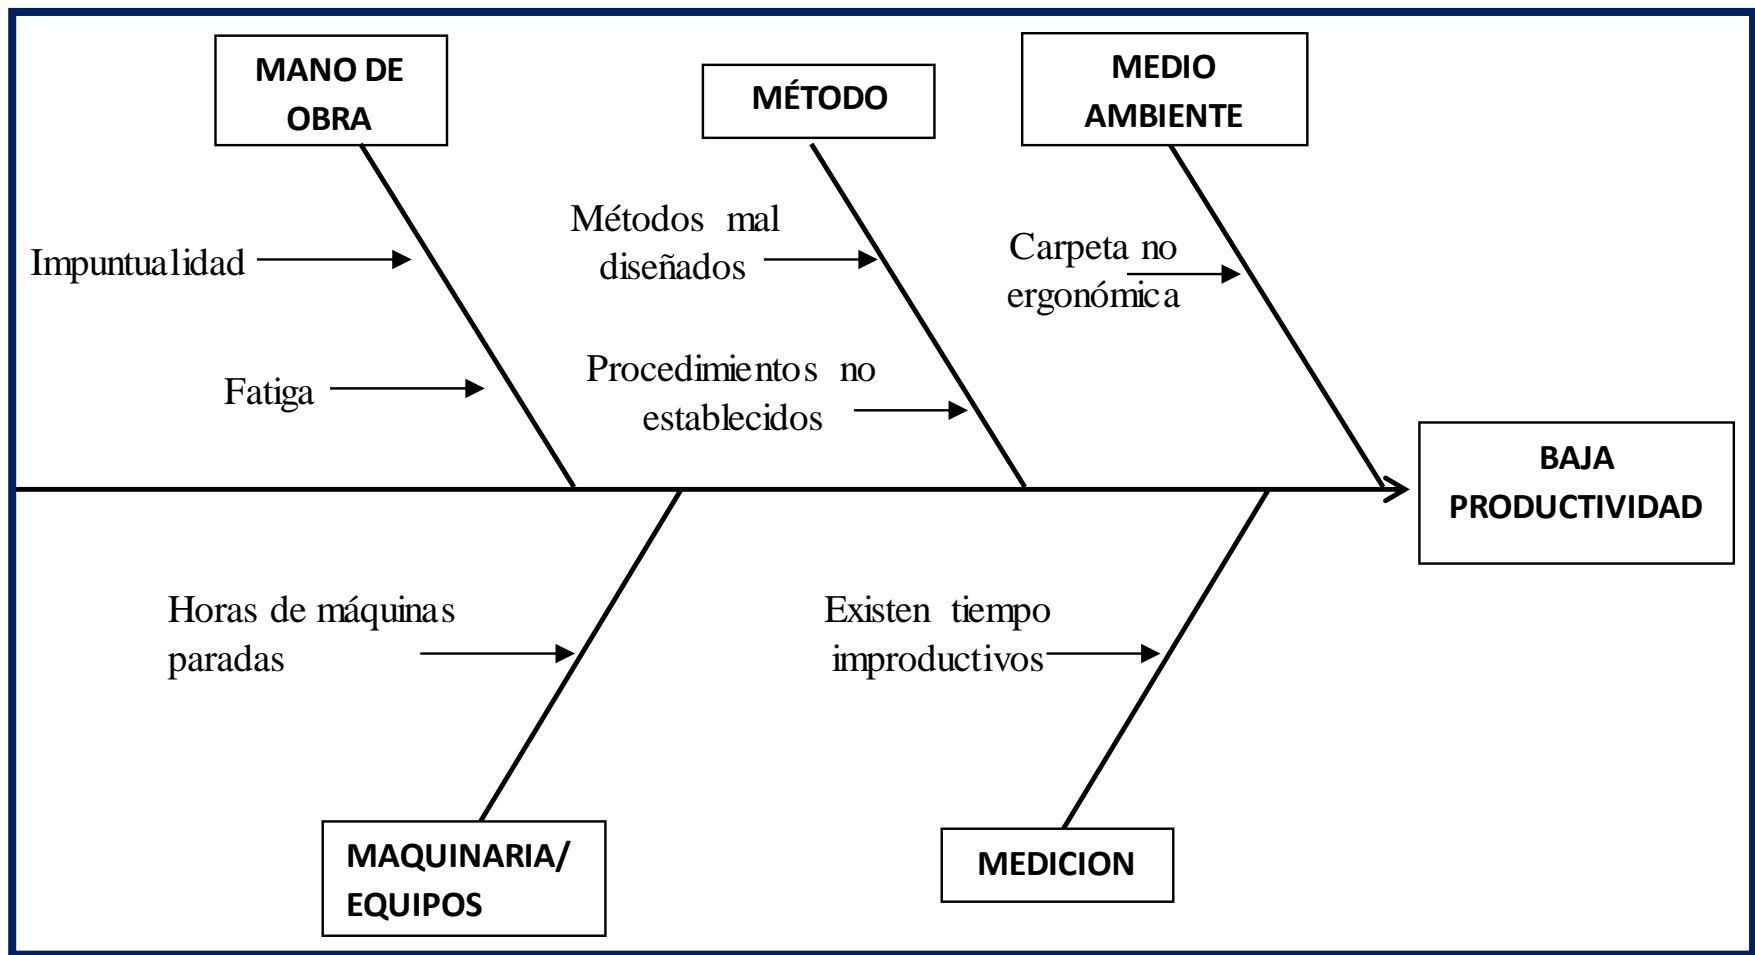 MANO DE
OBRA
MÉTODO
MEDIO
AMBIENTE
Impuntualidad
Fatiga
Métodos mal
diseñados
Procedimientos no
establecidos
Carpeta no
ergonómica
BAJA
PRODUCTIVIDAD
Horas de máquinas
paradas
Existen tiempo
improductivos
MAQUINARIA/
EQUIPOS
MEDICION